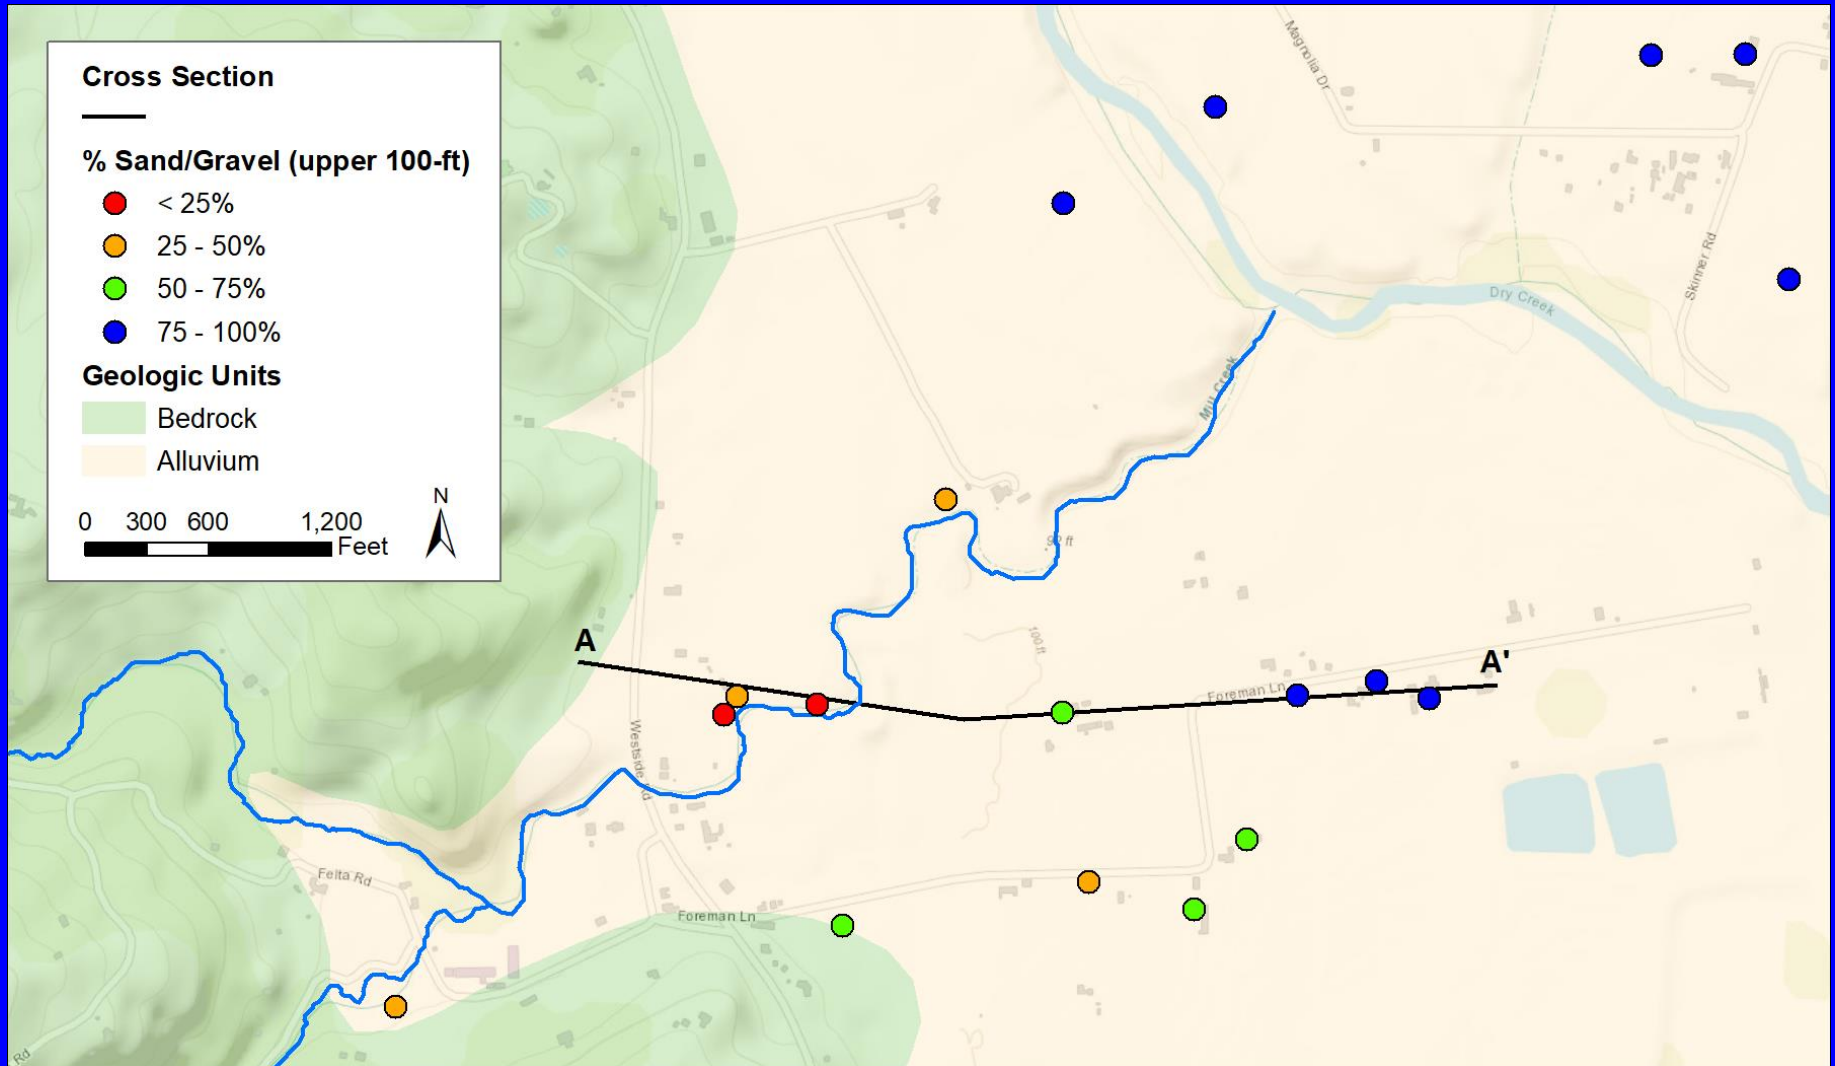 Cross Section
% Sand/Gravel (upper 100-ft)
< 25%
25 - 50%
50 - 75%
75 - 100%
Geologic Units
Bedrock
Alluvium
N
0 300 600 1,200
Feet
Magnolia Dr
Skinner Rd
Dry Creek
Mill Creek
ft
100 ft
A
A'
Foreman Ln
Westside Rd
Felta Rd
Foreman Ln
Rd